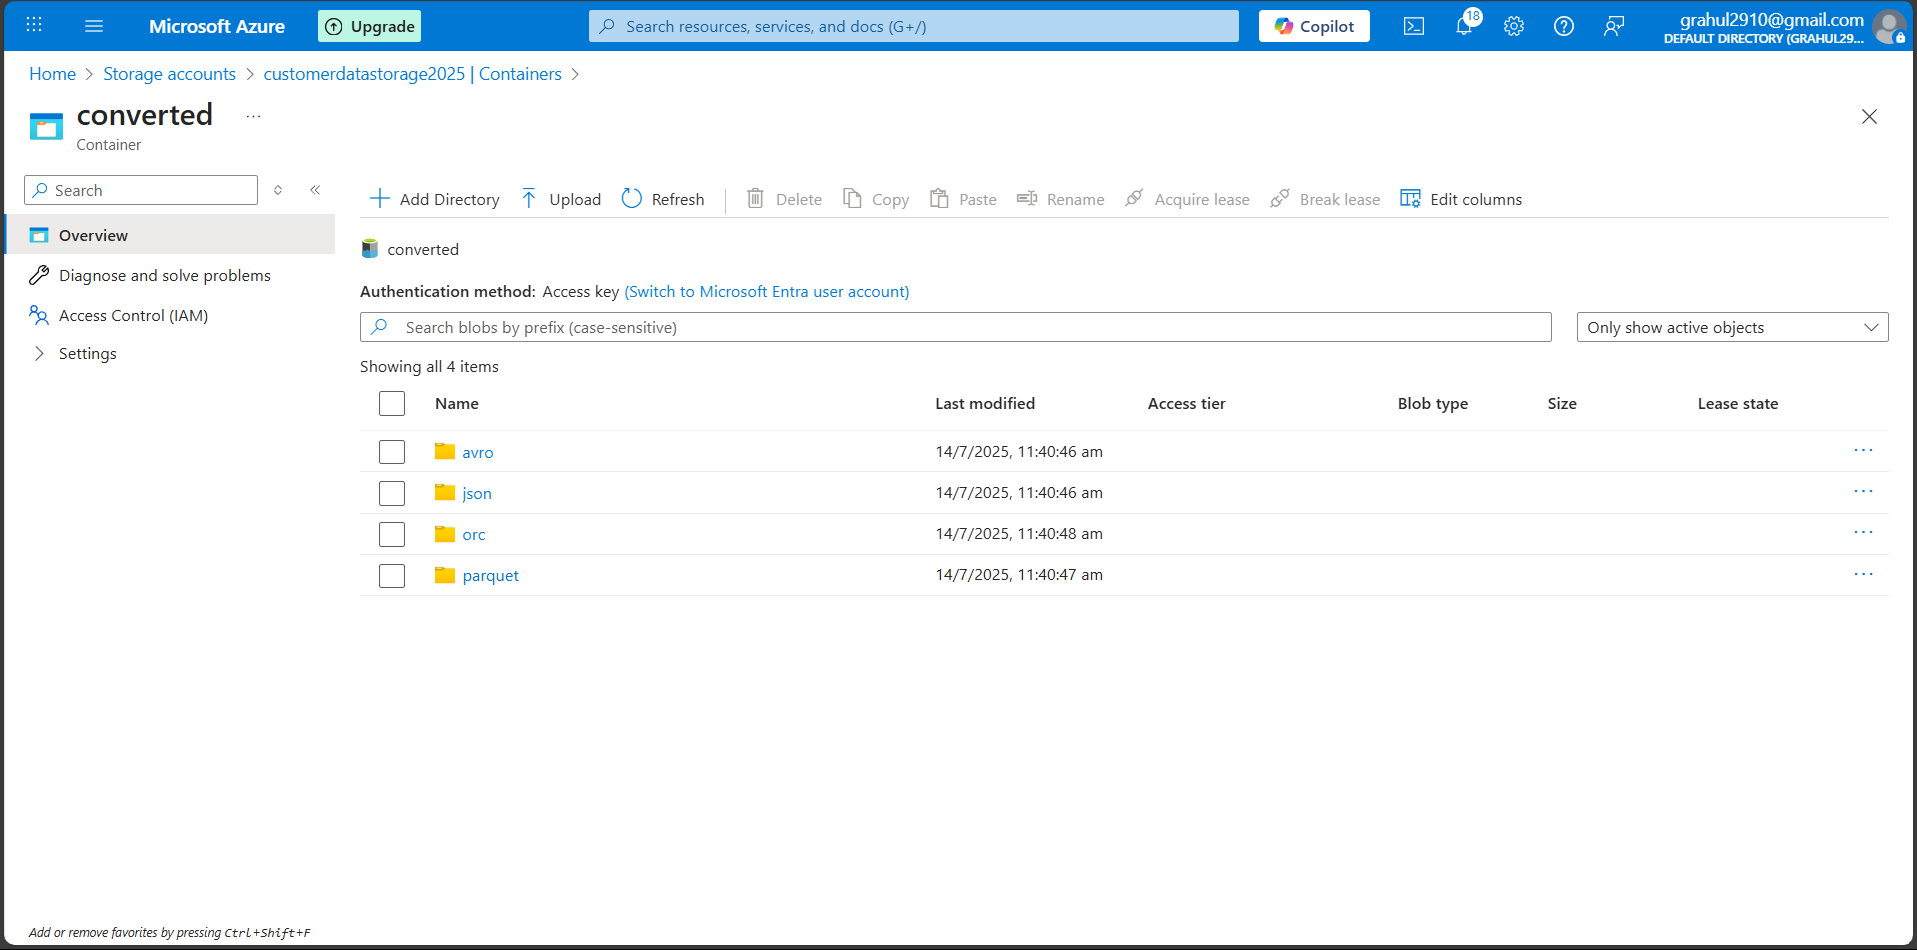 Microsoft Azure
Upgrade
Search resources, services, and docs (G+/)
Copilot
18
grahul2910@gmail.com
DEFAULT DIRECTORY (GRAHUL29...
Home > Storage accounts > customerdatastorage2025 | Containers >
converted
...
Container
Search
Add Directory
Upload
Refresh
Delete
Copy
Paste
Rename
Acquire lease
Break lease
Edit columns
Overview
Diagnose and solve problems
Access Control (IAM)
Settings
converted
Authentication method: Access key (Switch to Microsoft Entra user account)
Search blobs by prefix (case-sensitive)
Only show active objects
Showing all 4 items
Name Last modified Access tier Blob type Size Lease state
avro 14/7/2025, 11:40:46 am ...
json 14/7/2025, 11:40:46 am ...
orc 14/7/2025, 11:40:48 am ...
parquet 14/7/2025, 11:40:47 am ...
Add or remove favorites by pressing Ctrl+Shift+F